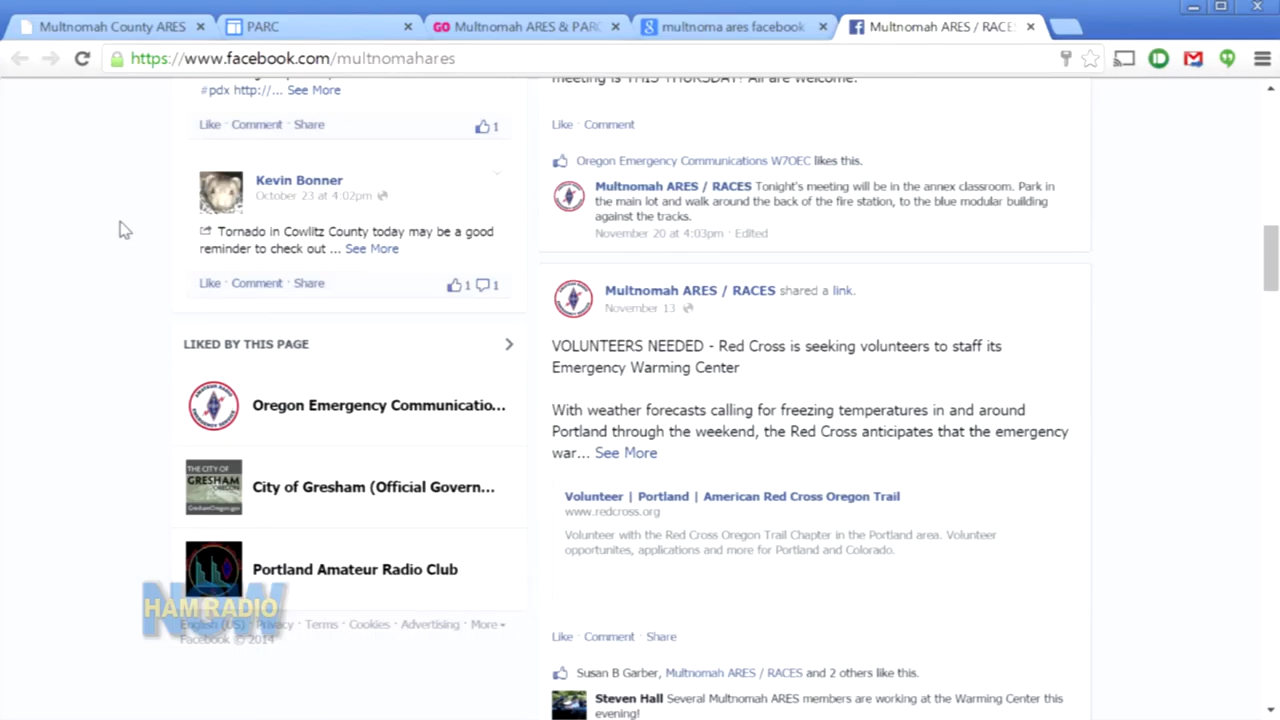 Multnomah County ARES
PARC
Multnomah ARES & PARC
multnoma ares facebook
Multnomah ARES / RACES
https://www.facebook.com/multnomahares
#pdx http://... See More
Like · Comment · Share
1
Kevin Bonner
October 23 at 4:02pm ·
Tornado in Cowlitz County today may be a good
reminder to check out ... See More
Like · Comment · Share
1 1
LIKED BY THIS PAGE
Oregon Emergency Communicatio...
THE CITY OF
GRESHAM
OREGON
GreshamOregon.gov
City of Gresham (Official Govern...
Portland Amateur Radio Club
NOW
HAM RADIO
English (US) · Privacy · Terms · Cookies · Advertising · More
Facebook © 2014
meeting is THIS THURSDAY! All are welcome.
Like · Comment
Oregon Emergency Communications W7OEC likes this.
Multnomah ARES / RACES Tonight's meeting will be in the annex classroom. Park in
the main lot and walk around the back of the fire station, to the blue modular building
against the tracks.
November 20 at 4:03pm · Edited
Multnomah ARES / RACES shared a link.
November 13 ·
VOLUNTEERS NEEDED - Red Cross is seeking volunteers to staff its
Emergency Warming Center
With weather forecasts calling for freezing temperatures in and around
Portland through the weekend, the Red Cross anticipates that the emergency
war... See More
Volunteer | Portland | American Red Cross Oregon Trail
www.redcross.org
Volunteer with the Red Cross Oregon Trail Chapter in the Portland area. Volunteer
opportunites, applications and more for Portland and Colorado.
Like · Comment · Share
Susan B Garber, Multnomah ARES / RACES and 2 others like this.
Steven Hall Several Multnomah ARES members are working at the Warming Center this
evening!